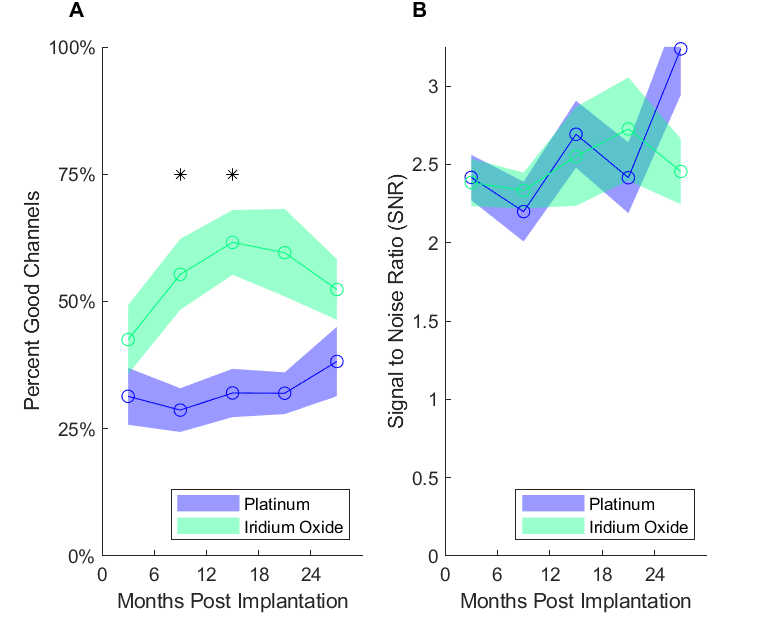 A
100%
75%
50%
25%
0%
Percent Good Channels
* *
Platinum
Iridium Oxide
0 6 12 18 24
Months Post Implantation
B
3
2.5
2
1.5
1
0.5
0
Signal to Noise Ratio (SNR)
Platinum
Iridium Oxide
0 6 12 18 24
Months Post Implantation